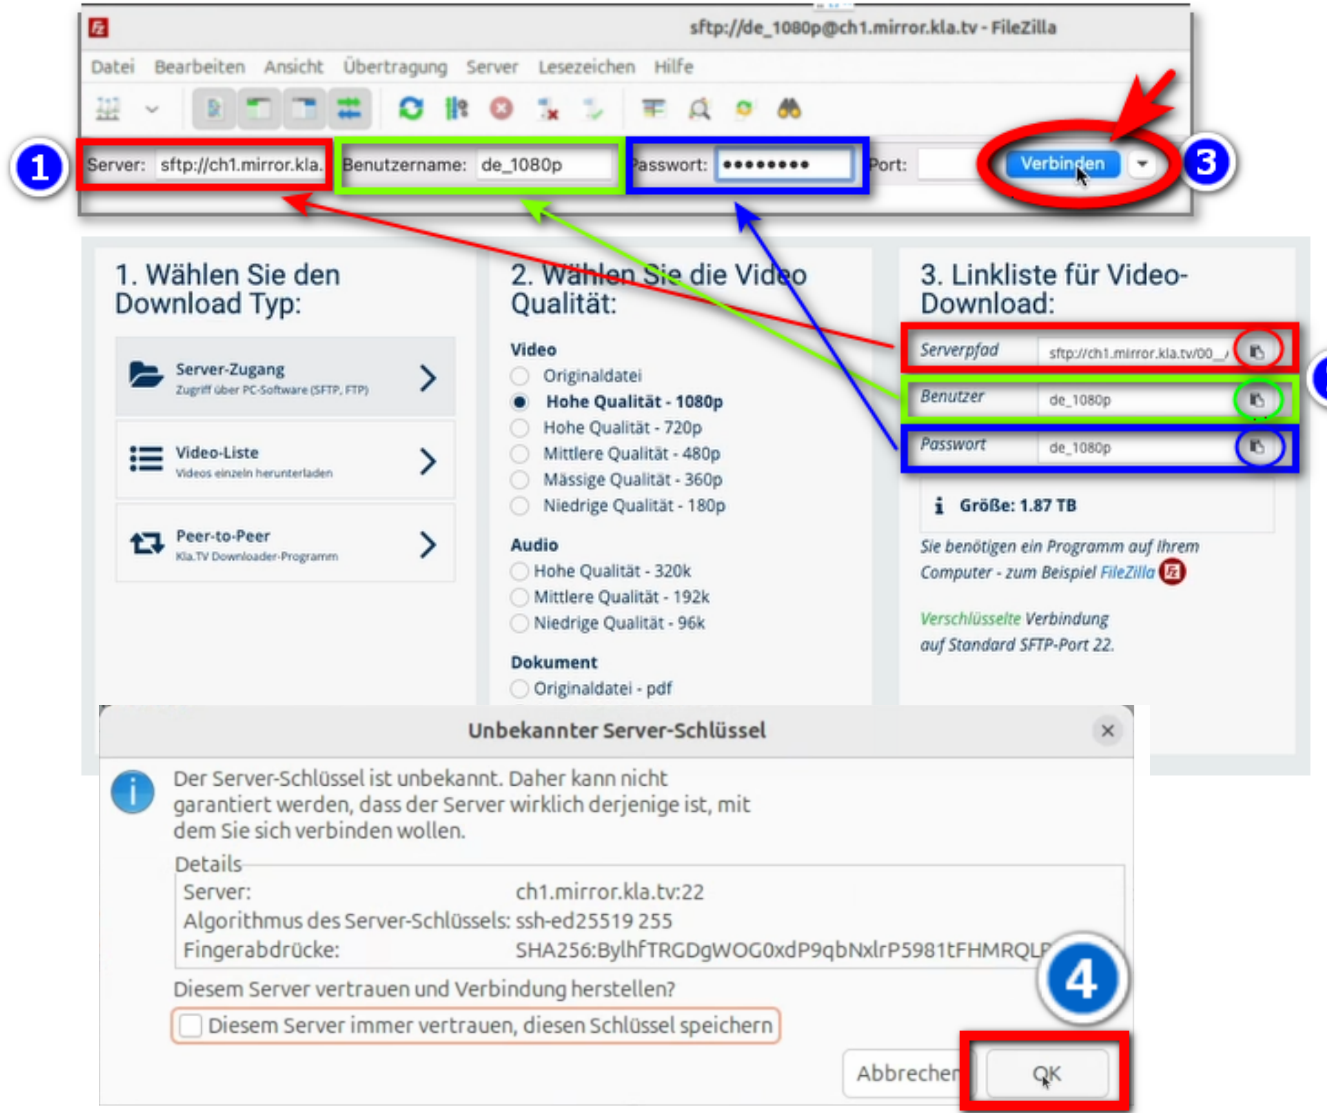 sftp://de_1080p@ch1.mirror.kla.tv - FileZilla
Datei Bearbeiten Ansicht Übertragung Server Lesezeichen Hilfe
1 Server: sftp://ch1.mirror.kla. Benutzername: de_1080p Passwort: •••••••• Port: Verbinden 3
1. Wählen Sie den
Download Typ:
Server-Zugang
Zugriff über PC-Software (SFTP, FTP)
Video-Liste
Videos einzeln herunterladen
Peer-to-Peer
Kla.TV Downloader-Programm
2. Wählen Sie die Video
Qualität:
Video
Originaldatei
Hohe Qualität - 1080p
Hohe Qualität - 720p
Mittlere Qualität - 480p
Mässige Qualität - 360p
Niedrige Qualität - 180p
Audio
Hohe Qualität - 320k
Mittlere Qualität - 192k
Niedrige Qualität - 96k
Dokument
Originaldatei - pdf
3. Linkliste für Video-
Download:
Serverpfad sftp://ch1.mirror.kla.tv/00_
Benutzer de_1080p
Passwort de_1080p
Größe: 1.87 TB
Sie benötigen ein Programm auf Ihrem
Computer - zum Beispiel FileZilla
Verschlüsselte Verbindung
auf Standard SFTP-Port 22.
Unbekannter Server-Schlüssel
Der Server-Schlüssel ist unbekannt. Daher kann nicht
garantiert werden, dass der Server wirklich derjenige ist, mit
dem Sie sich verbinden wollen.
Details
Server: ch1.mirror.kla.tv:22
Algorithmus des Server-Schlüssels: ssh-ed25519 255
Fingerabdrücke: SHA256:BylhfTRGDgWOG0xdP9qbNxlrP5981tFHMRQL
4
Diesem Server vertrauen und Verbindung herstellen?
Diesem Server immer vertrauen, diesen Schlüssel speichern
Abbrechen OK